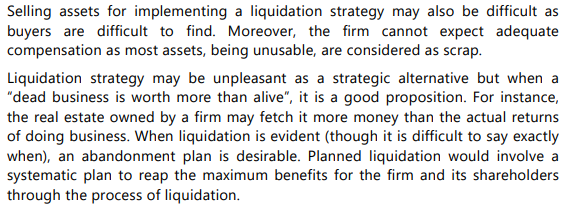 Selling assets for implementing a liquidation strategy may also be difficult as
buyers are difficult to find. Moreover, the firm cannot expect adequate
compensation as most assets, being unusable, are considered as scrap.
Liquidation strategy may be unpleasant as a strategic alternative but when a
"dead business is worth more than alive", it is a good proposition. For instance,
the real estate owned by a firm may fetch it more money than the actual returns
of doing business. When liquidation is evident (though it is difficult to say exactly
when), an abandonment plan is desirable. Planned liquidation would involve a
systematic plan to reap the maximum benefits for the firm and its shareholders
through the process of liquidation.